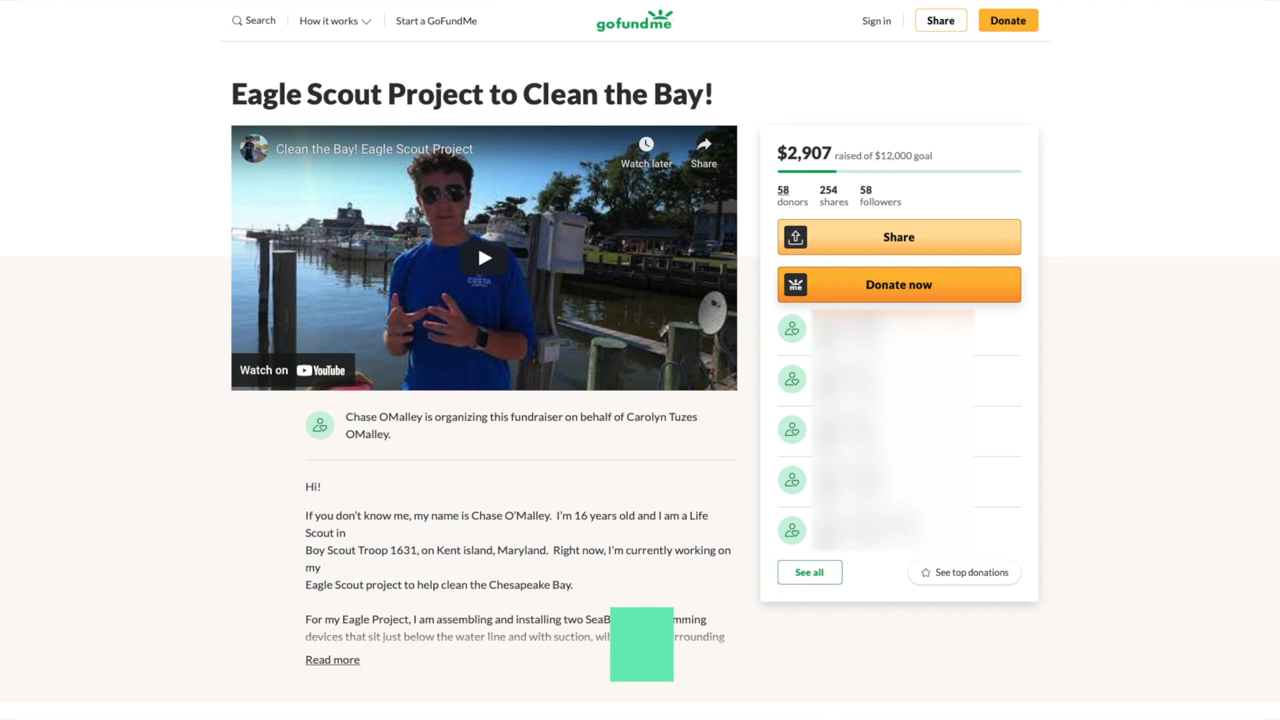 Search
How it works
Start a GoFundMe
gofundme
Sign in
Share
Donate
Eagle Scout Project to Clean the Bay!
Clean the Bay! Eagle Scout Project
Watch later
Share
COSTA
Watch on YouTube
$2,907 raised of $12,000 goal
58 254 58
donors shares followers
Share
me
Donate now
See all
See top donations
Chase OMalley is organizing this fundraiser on behalf of Carolyn Tuzes
OMalley.
Hi!
If you don't know me, my name is Chase O'Malley. I'm 16 years old and I am a Life
Scout in
Boy Scout Troop 1631, on Kent island, Maryland. Right now, I'm currently working on
my
Eagle Scout project to help clean the Chesapeake Bay.
For my Eagle Project, I am assembling and installing two
devices that sit just below the water line and with suction,
Read more